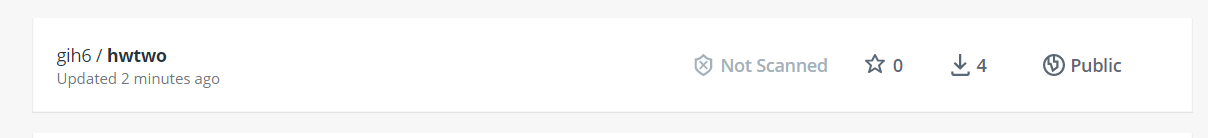 gih6 / hwtwo
Updated 2 minutes ago
Not Scanned
0
4
Public